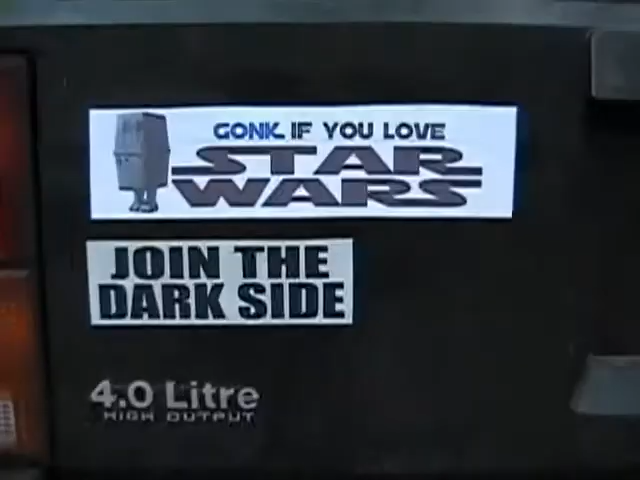 GONK IF YOU LOVE
STAR
WARS
JOIN THE
DARK SIDE
4.0 Litre
HIGH OUTPUT